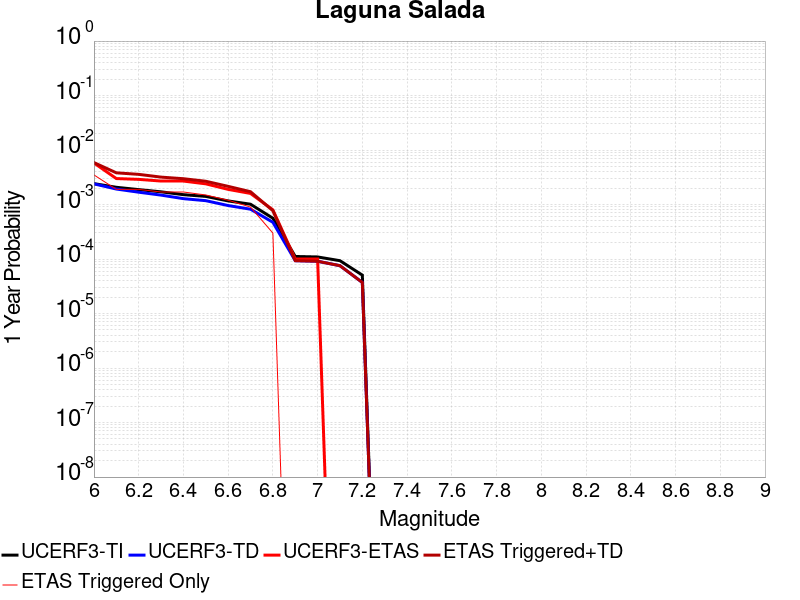 Laguna Salada
10^0
10^-1
10^-2
10^-3
10^-4
10^-5
10^-6
10^-7
10^-8
1 Year Probability
6 6.2 6.4 6.6 6.8 7 7.2 7.4 7.6 7.8 8 8.2 8.4 8.6 8.8 9
Magnitude
UCERF3-TI UCERF3-TD UCERF3-ETAS ETAS Triggered+TD
ETAS Triggered Only